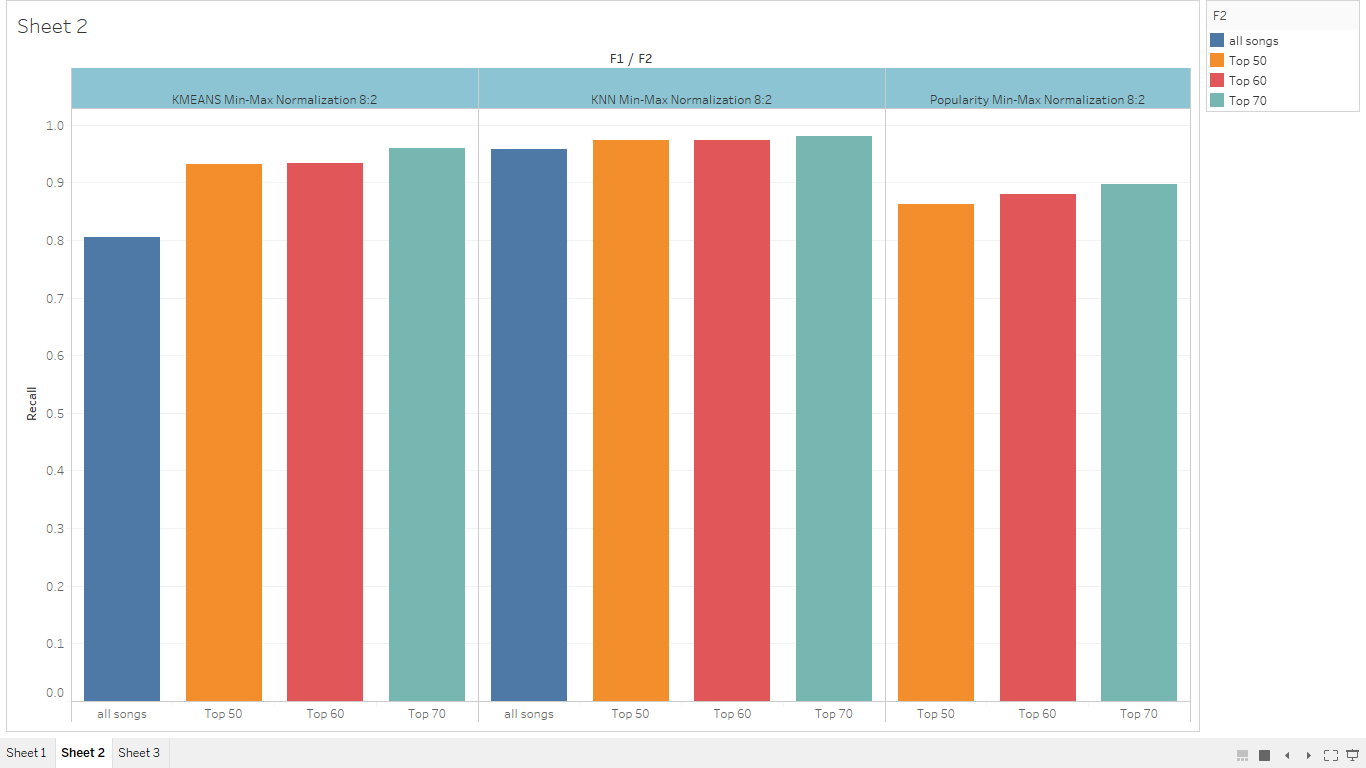 Sheet 2
F1 / F2
KMEANS Min-Max Normalization 8:2 KNN Min-Max Normalization 8:2 Popularity Min-Max Normalization 8:2
1.0
0.9
0.8
0.7
0.6
0.5
0.4
0.3
0.2
0.1
0.0
Recall
all songs Top 50 Top 60 Top 70 all songs Top 50 Top 60 Top 70 Top 50 Top 60 Top 70
F2
all songs
Top 50
Top 60
Top 70
Sheet 1 Sheet 2 Sheet 3